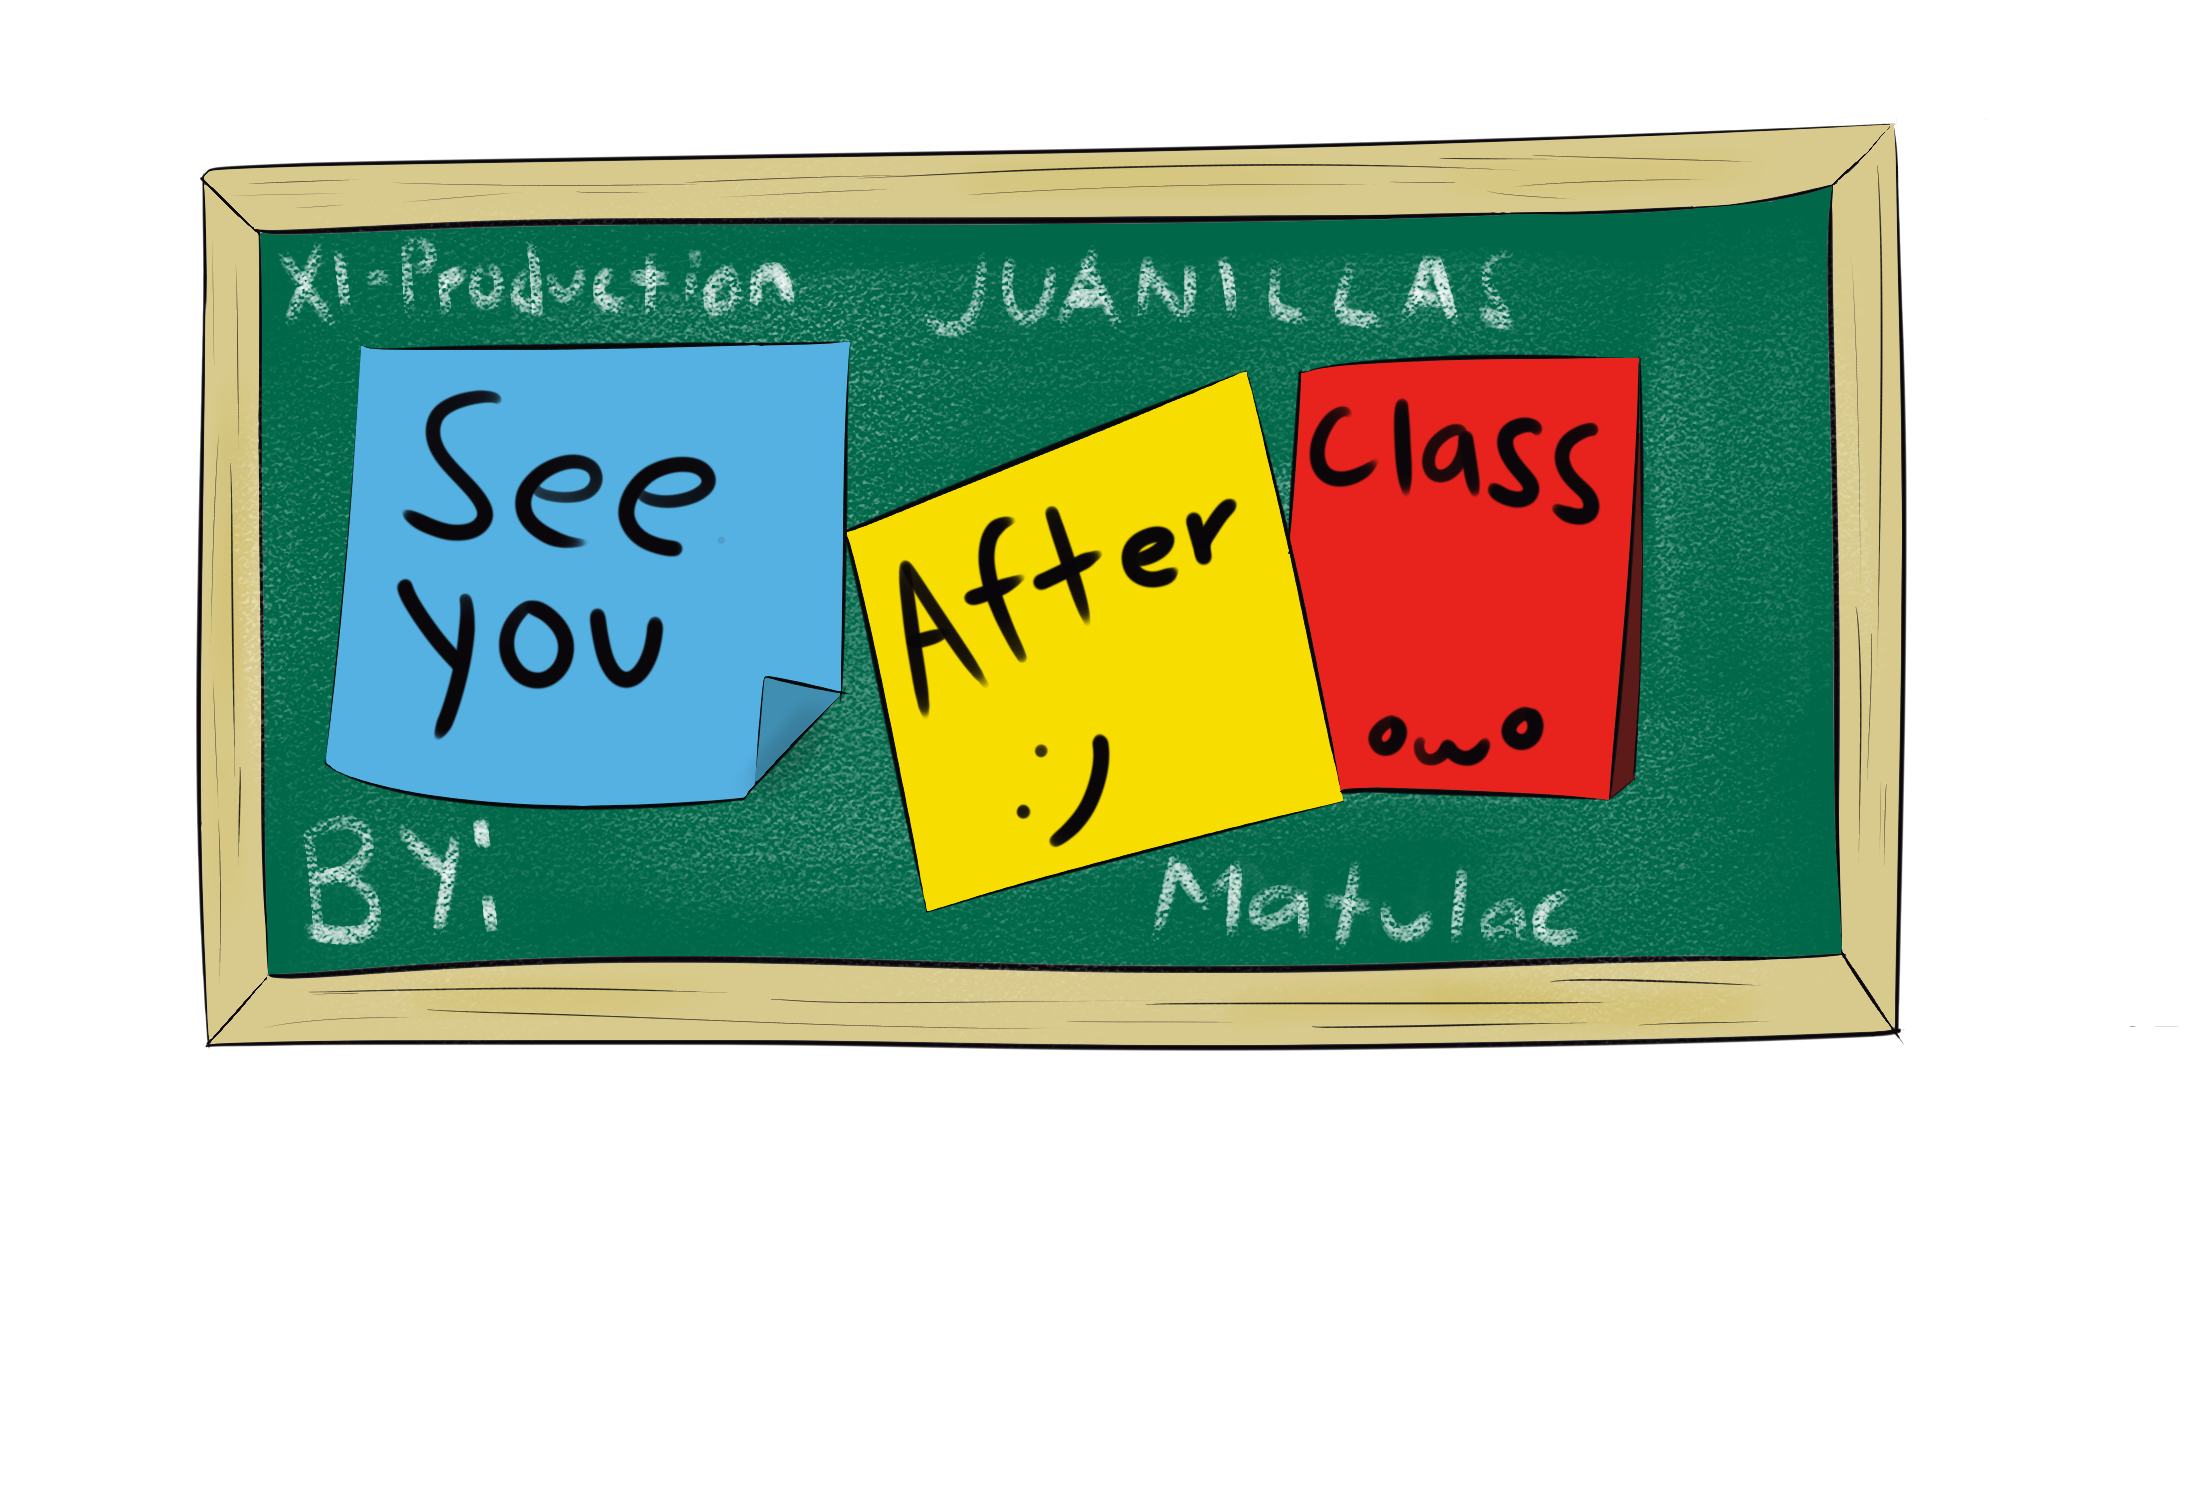 XI-Production JUANILLAS
See
you
After
:)
Class
owo
BY:
Matulac